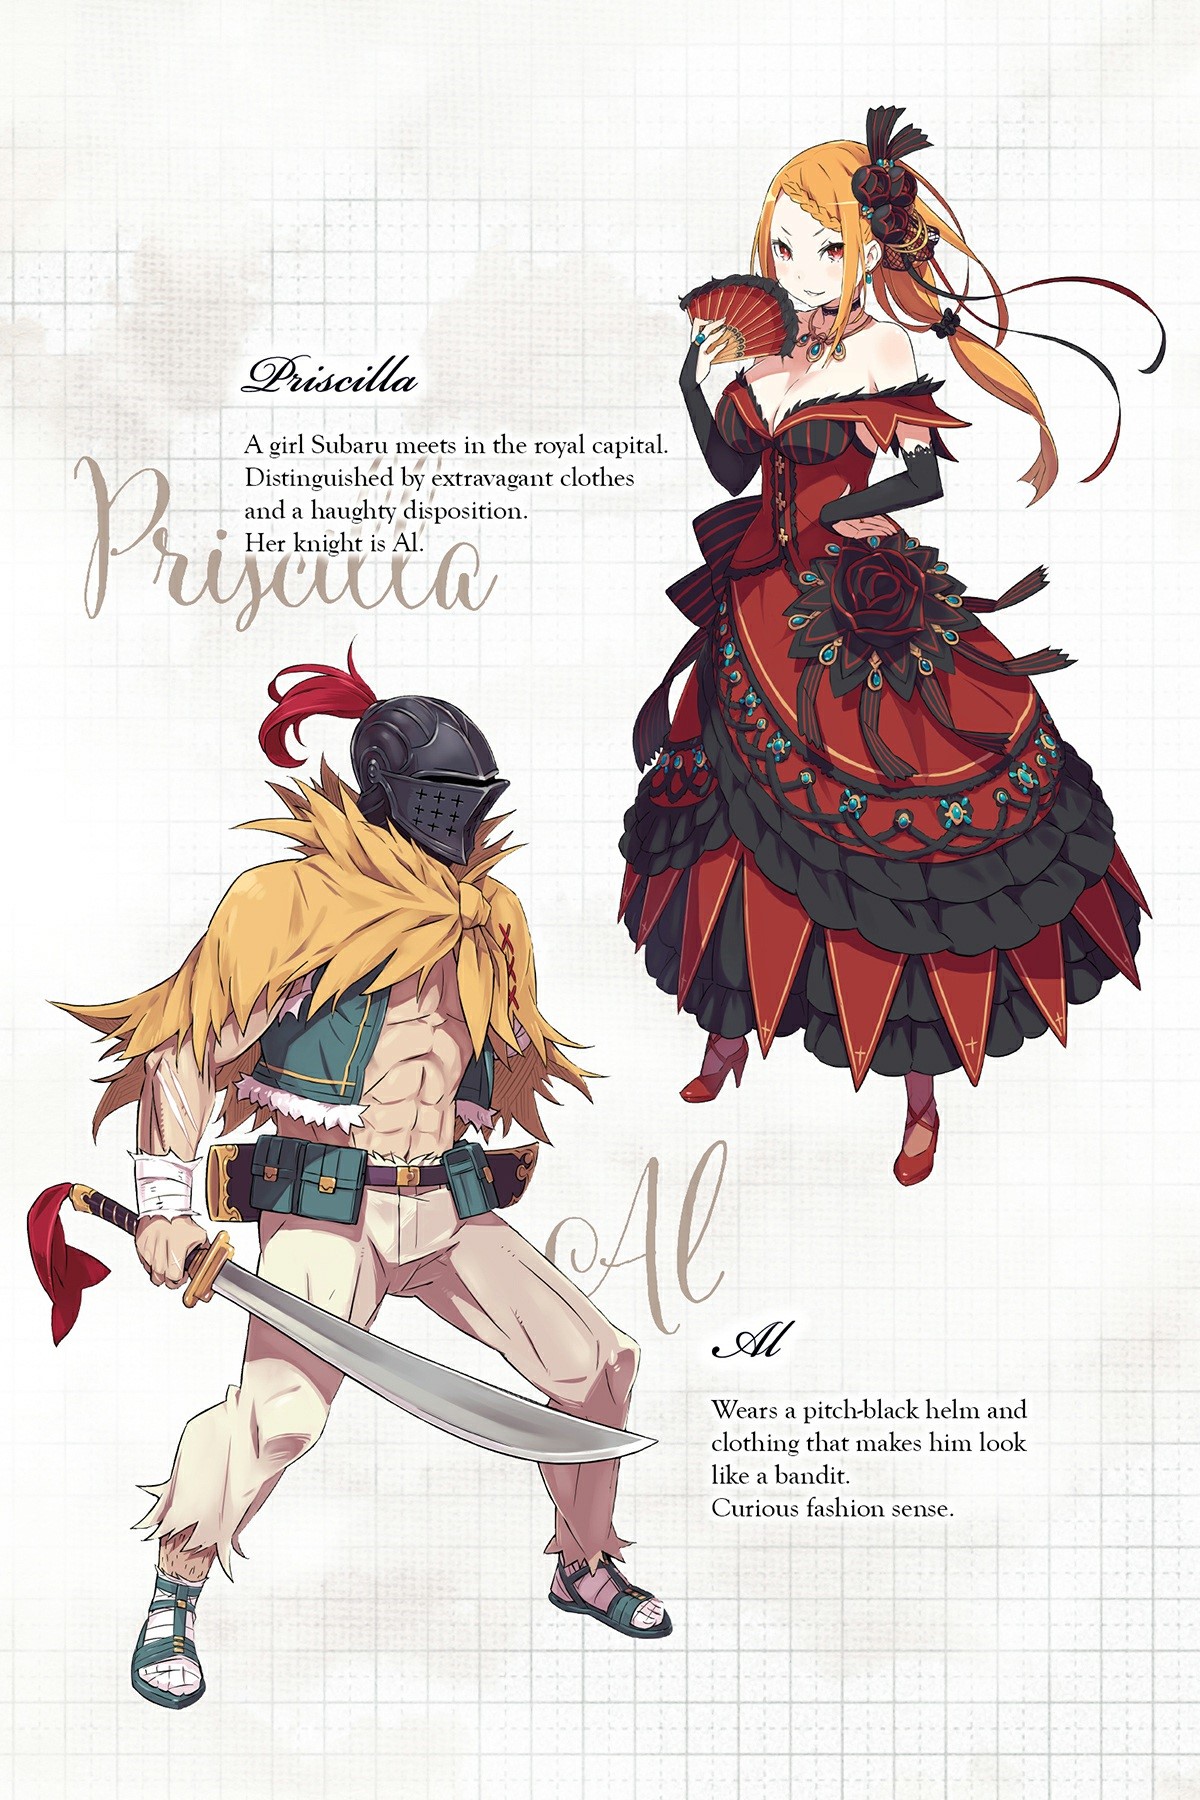 Priscilla
A girl Subaru meets in the royal capital.
Distinguished by extravagant clothes
and a haughty disposition.
Her knight is Al.
Priscilla
Al
Al
Wears a pitch-black helm and
clothing that makes him look
like a bandit.
Curious fashion sense.